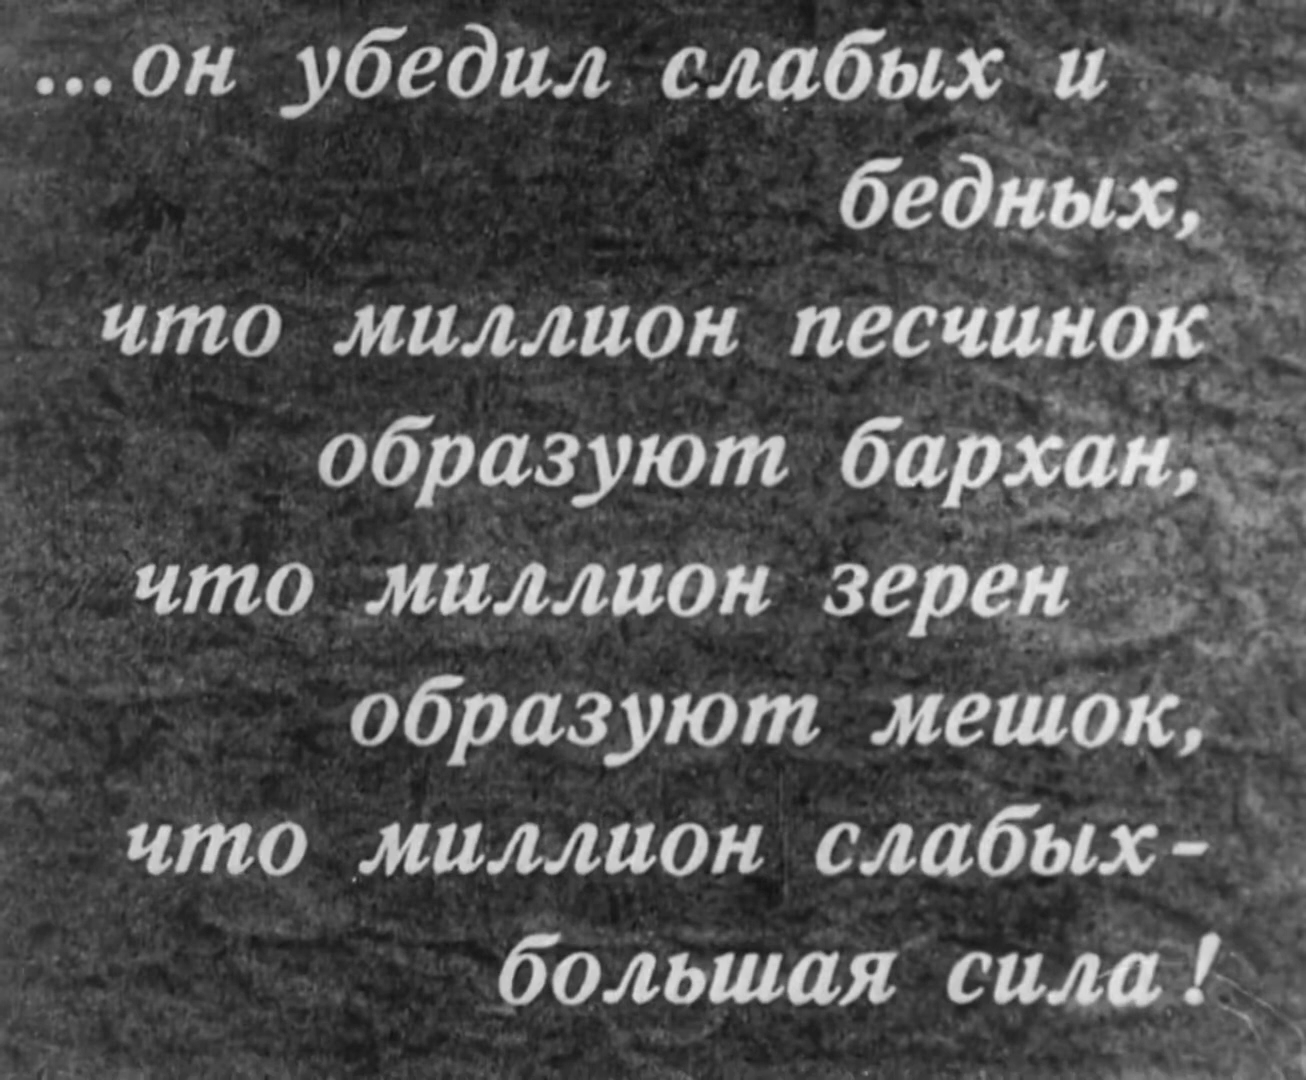 ...он убедил слабых и
бедных,
что миллион песчинок
образуют бархан,
что миллион зерен
образуют мешок,
что миллион слабых-
большая сила!